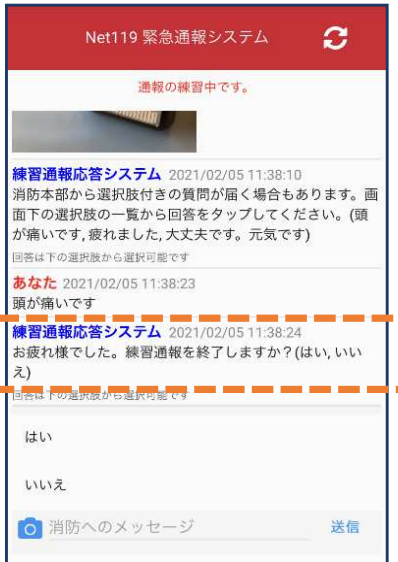 Net119 緊急通報システム
通報の練習中です。
練習通報応答システム 2021/02/05 11:38:10
消防本部から選択肢付きの質問が届く場合もあります。画
面下の選択肢の一覧から回答をタップしてください。(頭
が痛いです,疲れました,大丈夫です。元気です)
回答は下の選択肢から選択可能です
あなた 2021/02/05 11:38:23
頭が痛いです
練習通報応答システム 2021/02/05 11:38:24
お疲れ様でした。練習通報を終了しますか？(はい,いい
え)
回答は下の選択肢から選択可能です
はい
いいえ
消防へのメッセージ 送信